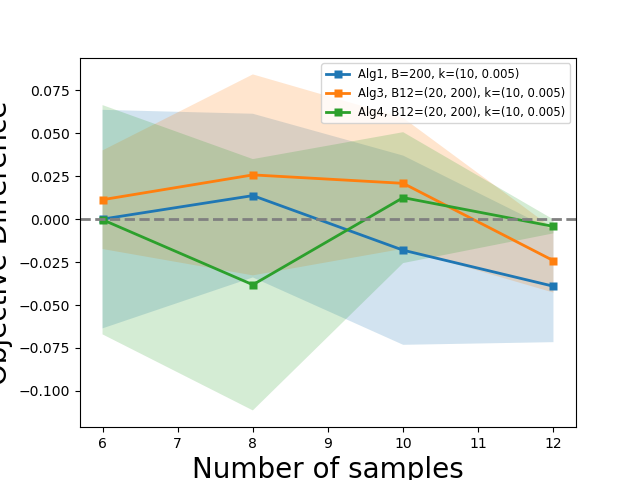 Alg1, B=200, k=(10, 0.005)
Alg3, B12=(20, 200), k=(10, 0.005)
Alg4, B12=(20, 200), k=(10, 0.005)
Objective Difference
0.075
0.050
0.025
0.000
−0.025
−0.050
−0.075
−0.100
6 7 8 9 10 11 12
Number of samples